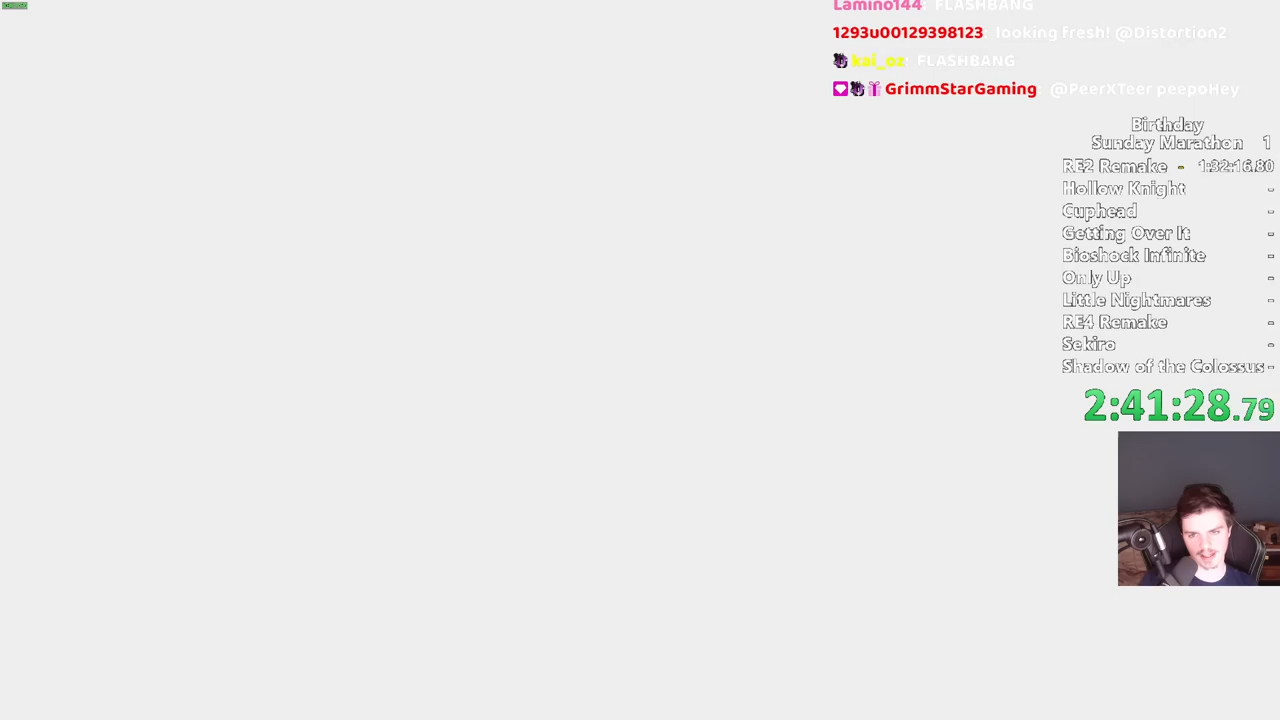 Lamino144: FLASHBANG
1293u00129398123: looking fresh! @Distortion2
kai_oz: FLASHBANG
GrimmStarGaming: @PeerXTeer peepoHey
Birthday
Sunday Marathon 1
RE2 Remake - 1:32:16.80
Hollow Knight -
Cuphead -
Getting Over It -
Bioshock Infinite -
Only Up -
Little Nightmares -
RE4 Remake -
Sekiro -
Shadow of the Colossus -
2:41:28.79